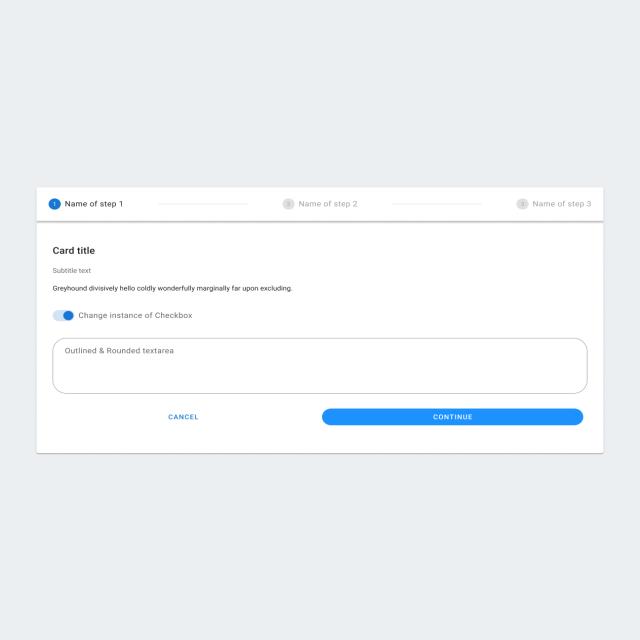 1 Name of step 1 2 Name of step 2 3 Name of step 3
Card title
Subtitle text
Greyhound divisively hello coldly wonderfully marginally far upon excluding.
Change instance of Checkbox
Outlined & Rounded textarea
CANCEL CONTINUE